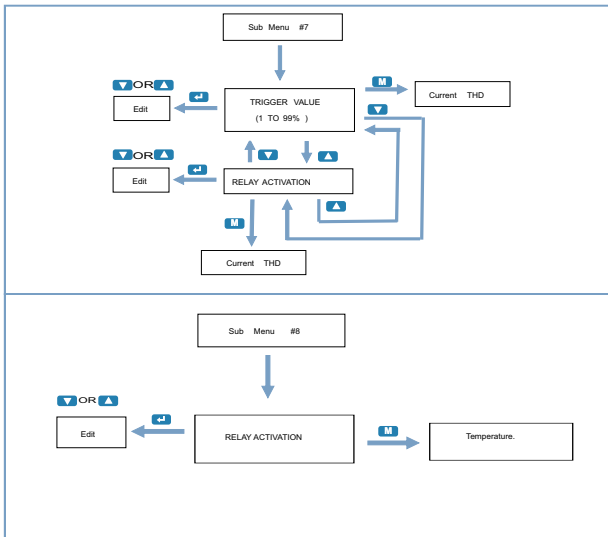 Sub Menu #7
M
OR
Edit
TRIGGER VALUE
(1 TO 99% )
Current THD
OR
Edit
RELAY ACTIVATION
M
Current THD
Sub Menu #8
OR
Edit
RELAY ACTIVATION
M
Temperature.